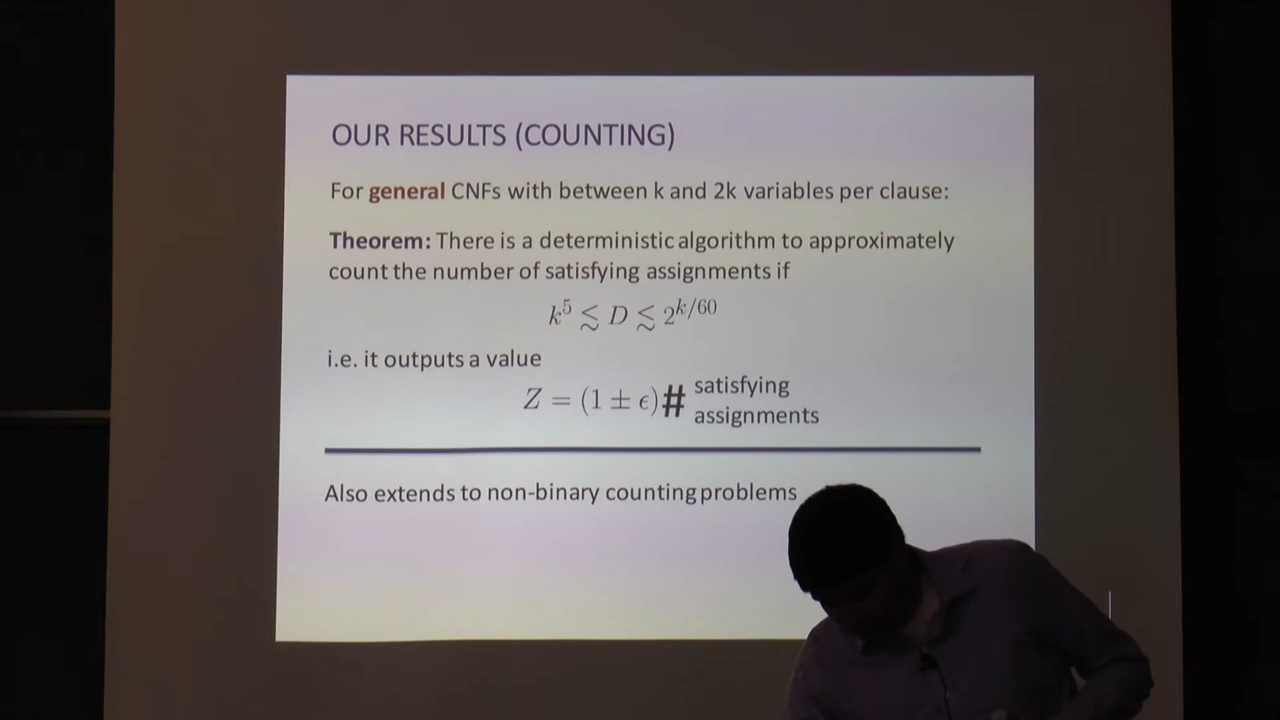 OUR RESULTS (COUNTING)
For general CNFs with between k and 2k variables per clause:
Theorem: There is a deterministic algorithm to approximately
count the number of satisfying assignments if
k^5 ≲ D ≲ 2^{k/60}
i.e. it outputs a value
Z = (1 ± ϵ)# satisfying
assignments
Also extends to non-binary counting problems